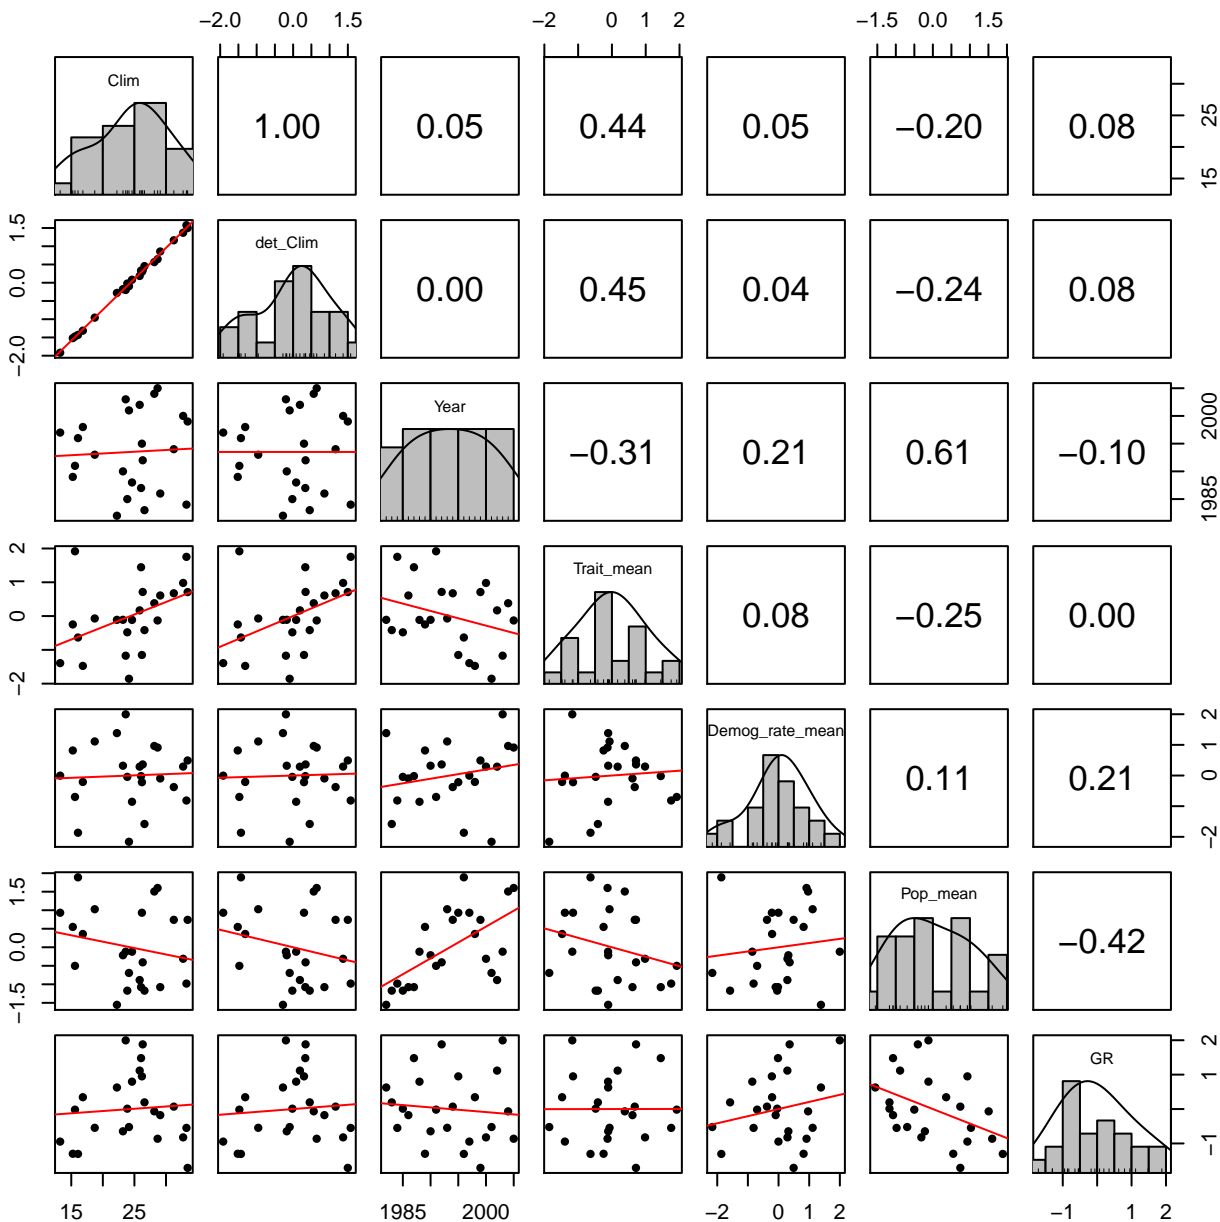 −2.0 0.0 1.5 −2 0 1 2 −1.5 0.0 1.5
Clim 1.00 0.05 0.44 0.05 −0.20 0.08
15 25
det_Clim 0.00 0.45 0.04 −0.24 0.08
−2.0 0.0 1.5
Year −0.31 0.21 0.61 −0.10
1985 2000
Trait_mean 0.08 −0.25 0.00
−2 0 1 2
Demog_rate_mean 0.11 0.21
−2 0 1 2
Pop_mean −0.42
−1.5 0.0 1.5
GR
−1 1 2
15 25 1985 2000 −2 0 1 2 −1 1 2